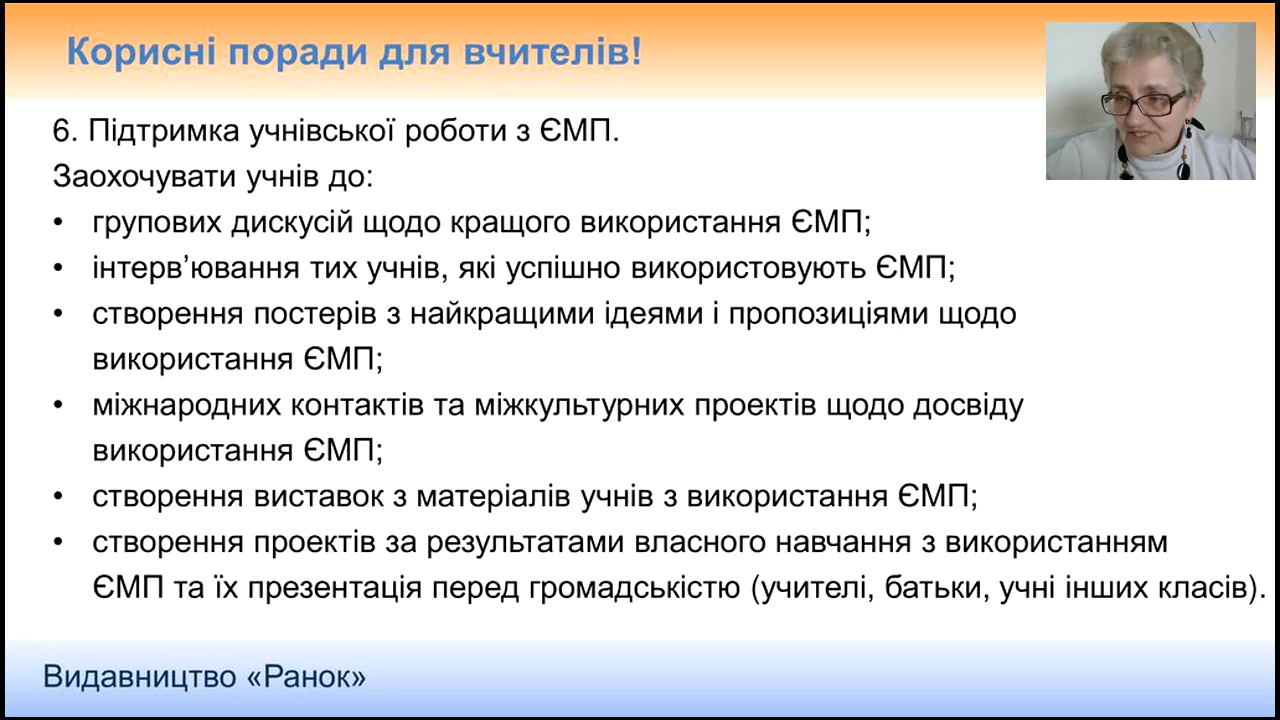 Корисні поради для вчителів!
6. Підтримка учнівської роботи з ЄМП.
Заохочувати учнів до:
• групових дискусій щодо кращого використання ЄМП;
• інтерв’ювання тих учнів, які успішно використовують ЄМП;
• створення постерів з найкращими ідеями і пропозиціями щодо
використання ЄМП;
• міжнародних контактів та міжкультурних проектів щодо досвіду
використання ЄМП;
• створення виставок з матеріалів учнів з використання ЄМП;
• створення проектів за результатами власного навчання з використанням
ЄМП та їх презентація перед громадськістю (учителі, батьки, учні інших класів).
Видавництво «Ранок»